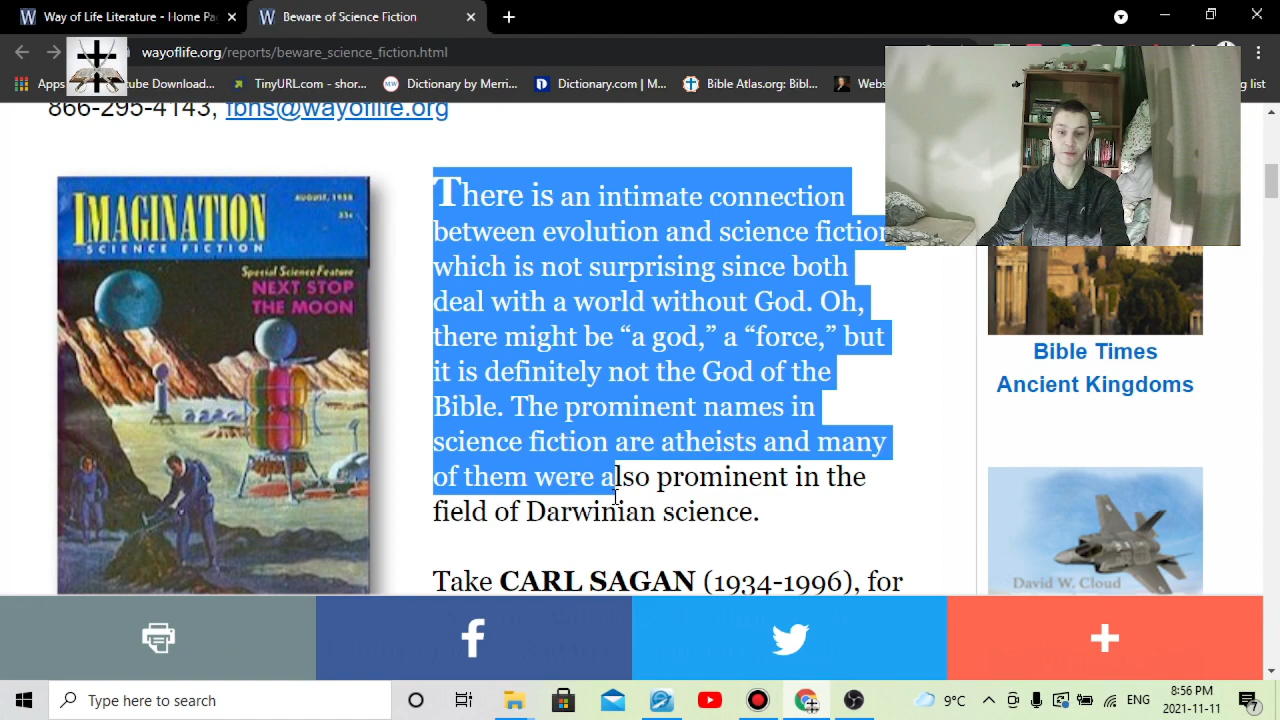 Way of Life Literature - Home Pa
Beware of Science Fiction
wayoflife.org/reports/beware_science_fiction.html
Apps
tube Download...
TinyURL.com - shor...
Dictionary by Merri...
Dictionary.com | M...
Bible Atlas.org: Bibl...
Webs
g list
866-295-4143, fbns@wayoflife.org
IMAGINATION
SCIENCE FICTION
AUGUST, 1958
35¢
Special Science Feature
NEXT STOP
THE MOON
There is an intimate connection
between evolution and science fiction
which is not surprising since both
deal with a world without God. Oh,
there might be “a god,” a “force,” but
it is definitely not the God of the
Bible. The prominent names in
science fiction are atheists and many
of them were also prominent in the
field of Darwinian science.
Take CARL SAGAN (1934-1996), for
Bible Times
Ancient Kingdoms
David W. Cloud
Type here to search
9°C
ENG
8:56 PM
2021-11-11
7